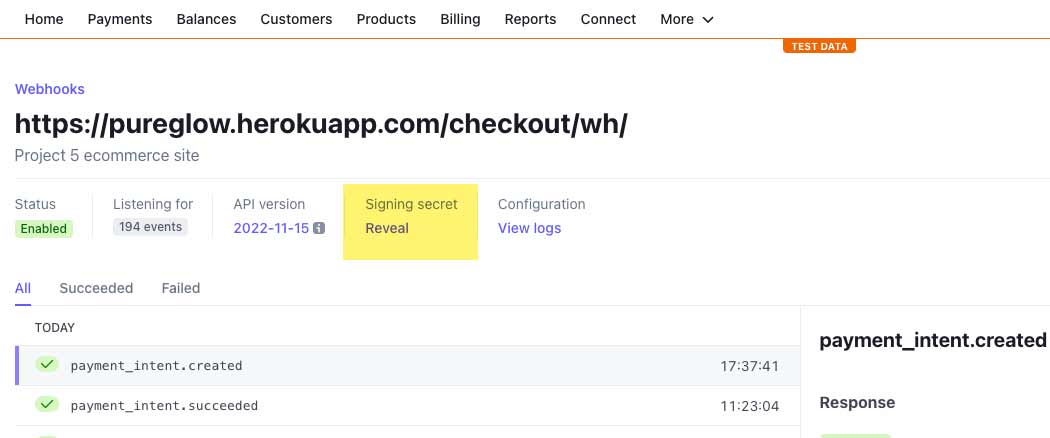 Home Payments Balances Customers Products Billing Reports Connect More
TEST DATA
Webhooks
https://pureglow.herokuapp.com/checkout/wh/
Project 5 ecommerce site
Status Listening for API version Signing secret Configuration
Enabled 194 events 2022-11-15 Reveal View logs
All Succeeded Failed
TODAY
payment_intent.created 17:37:41
payment_intent.succeeded 11:23:04
payment_intent.created
Response